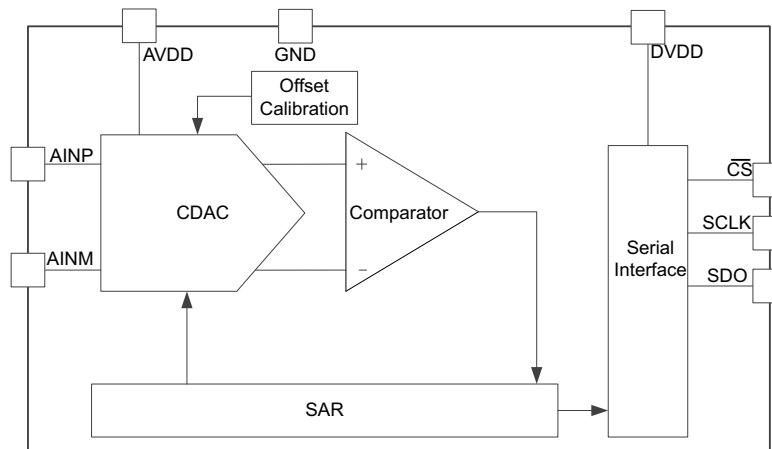 AVDD
GND
DVDD
Offset
Calibration
AINP
+
CS
CDAC
Comparator
SCLK
Serial
Interface
AINM
−
SDO
SAR